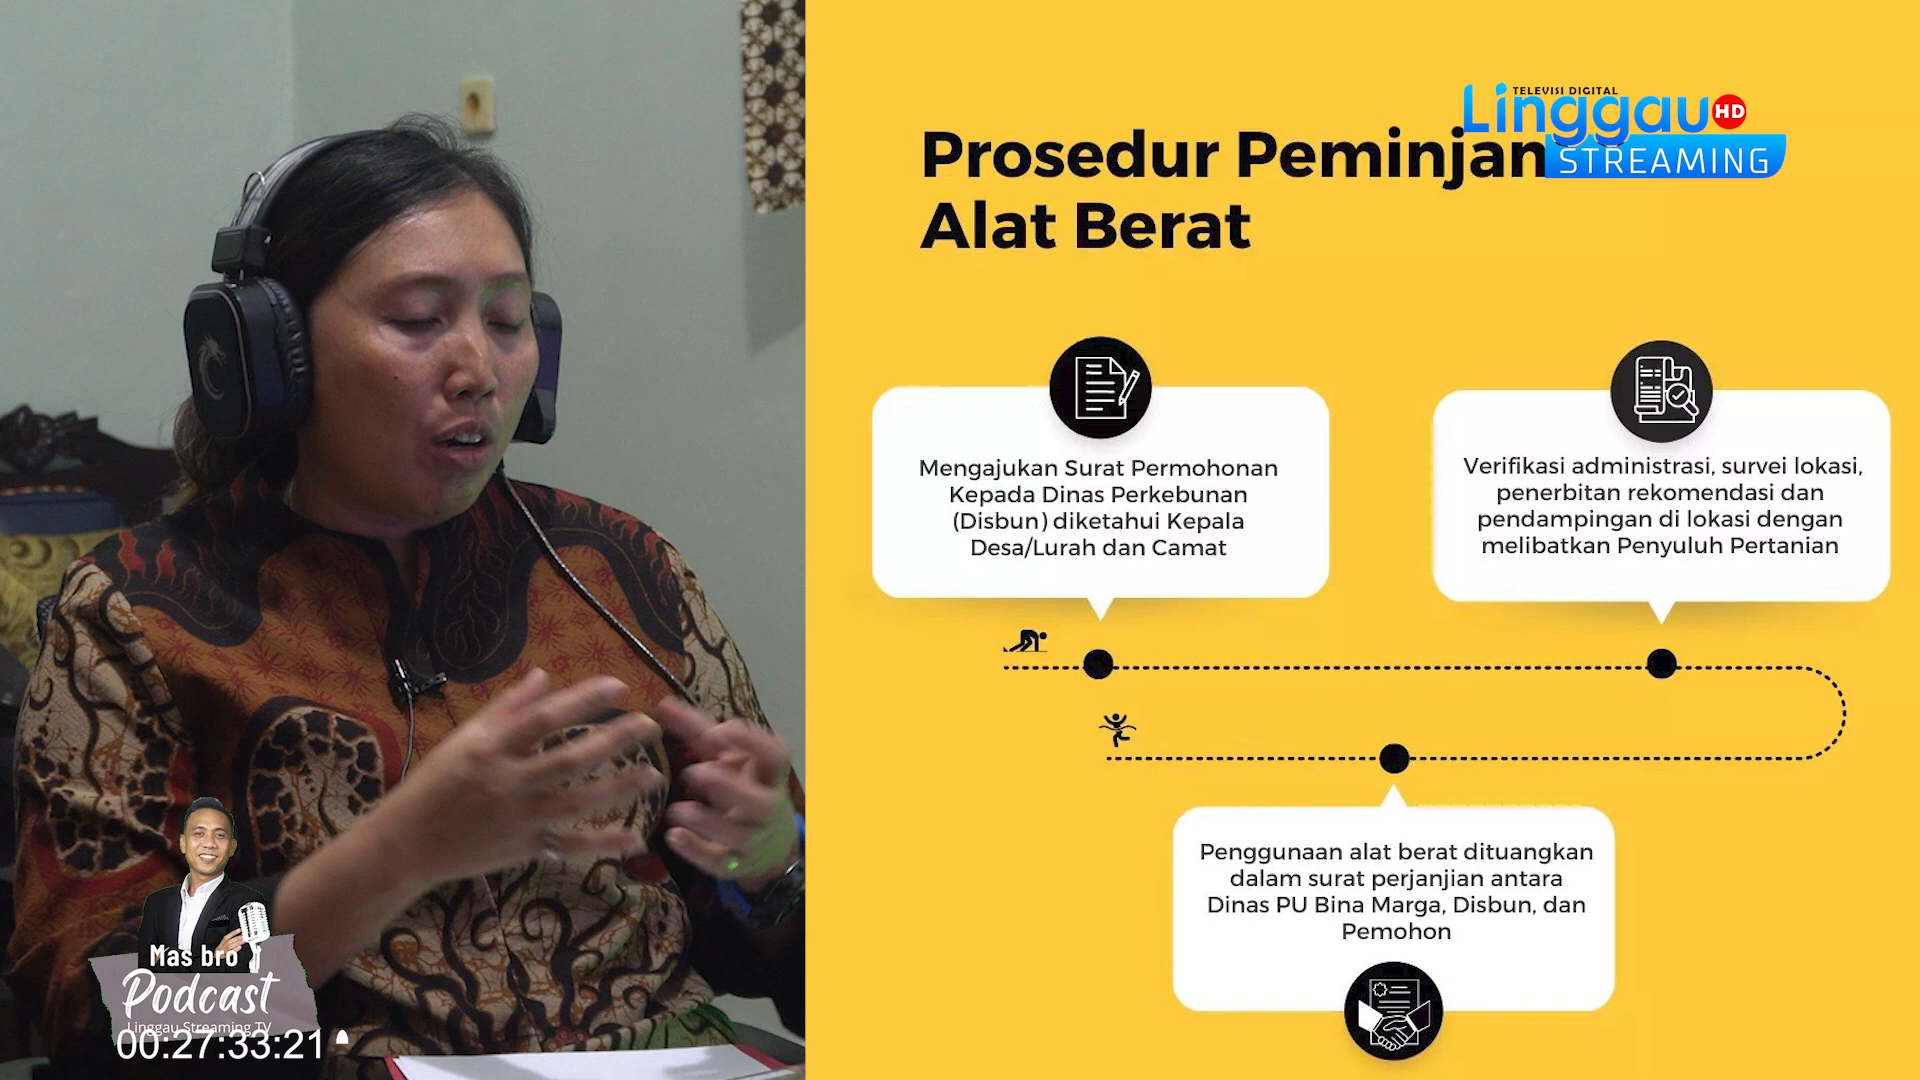 TELEVISI DIGITAL
Linggau HD
STREAMING
Prosedur Peminjan
Alat Berat
Mengajukan Surat Permohonan
Kepada Dinas Perkebunan
(Disbun) diketahui Kepala
Desa/Lurah dan Camat
Verifikasi administrasi, survei lokasi,
penerbitan rekomendasi dan
pendampingan di lokasi dengan
melibatkan Penyuluh Pertanian
Penggunaan alat berat dituangkan
dalam surat perjanjian antara
Dinas PU Bina Marga, Disbun, dan
Pemohon
Mas bro
Podcast
Linggau Streaming TV
00:27:33:21